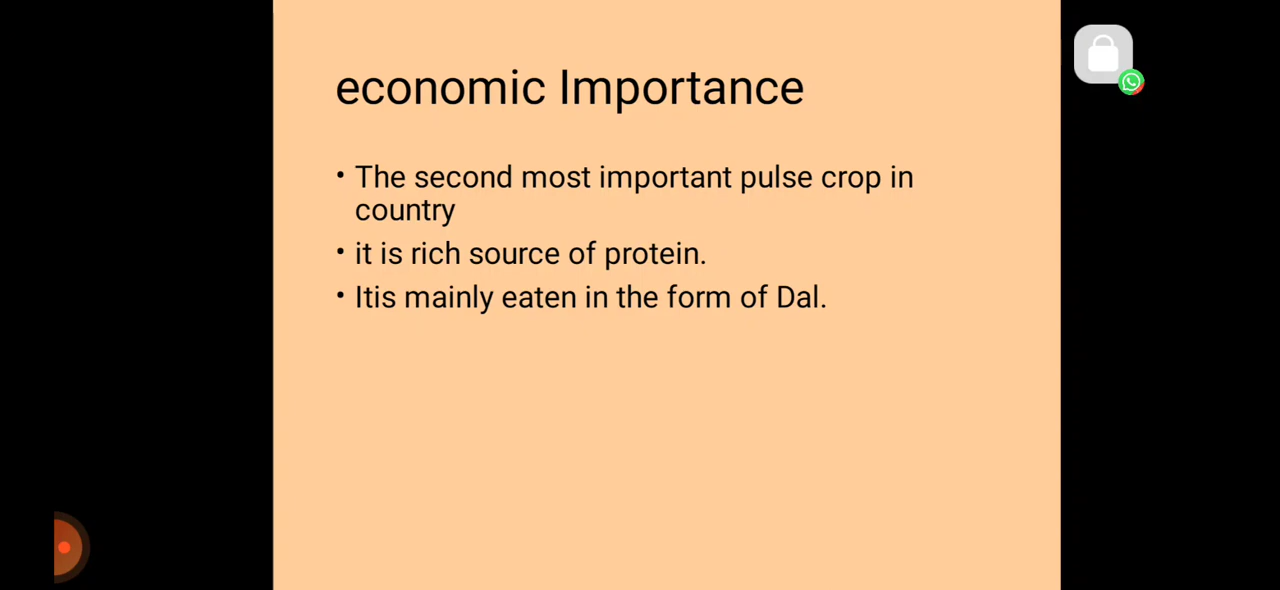 economic Importance
• The second most important pulse crop in
country
• it is rich source of protein.
• Itis mainly eaten in the form of Dal.